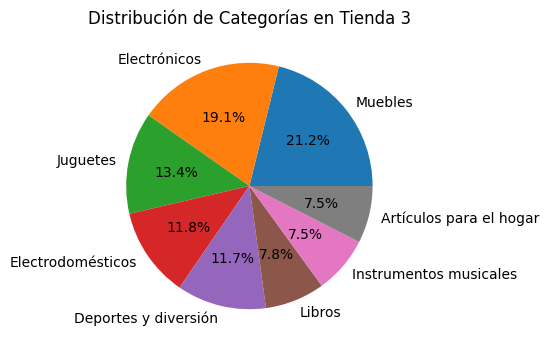 Distribución de Categorías en Tienda 3
Electrónicos
Muebles
19.1%
21.2%
Juguetes
13.4%
7.5%
Artículos para el hogar
11.8%
7.5%
11.7%
7.8%
Electrodomésticos
Instrumentos musicales
Deportes y diversión
Libros